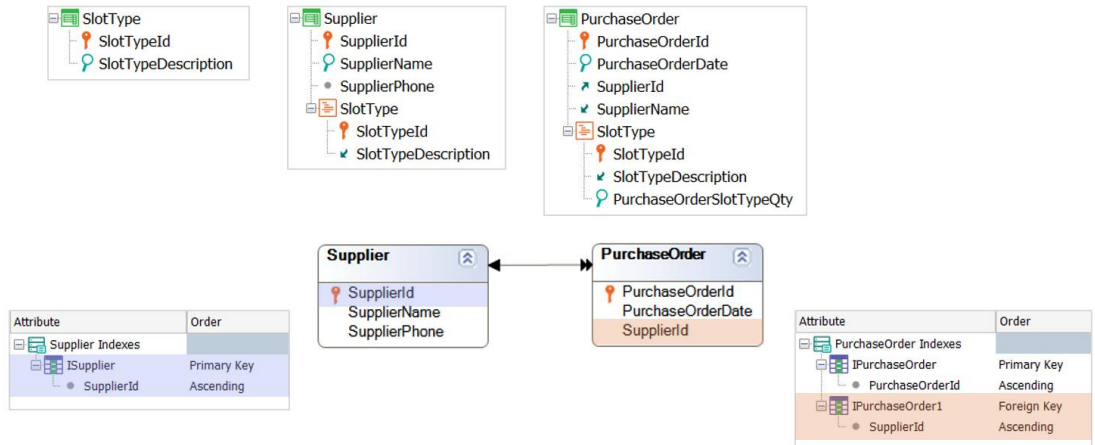 SlotType
SlotTypeId
SlotTypeDescription
Supplier
SupplierId
SupplierName
SupplierPhone
SlotType
SlotTypeId
SlotTypeDescription
PurchaseOrder
PurchaseOrderId
PurchaseOrderDate
SupplierId
SupplierName
SlotType
SlotTypeId
SlotTypeDescription
PurchaseOrderSlotTypeQty
Supplier
SupplierId
SupplierName
SupplierPhone
PurchaseOrder
PurchaseOrderId
PurchaseOrderDate
SupplierId
Attribute Order
Supplier Indexes
ISupplier Primary Key
SupplierId Ascending
Attribute Order
PurchaseOrder Indexes
IPurchaseOrder Primary Key
PurchaseOrderId Ascending
IPurchaseOrder1 Foreign Key
SupplierId Ascending